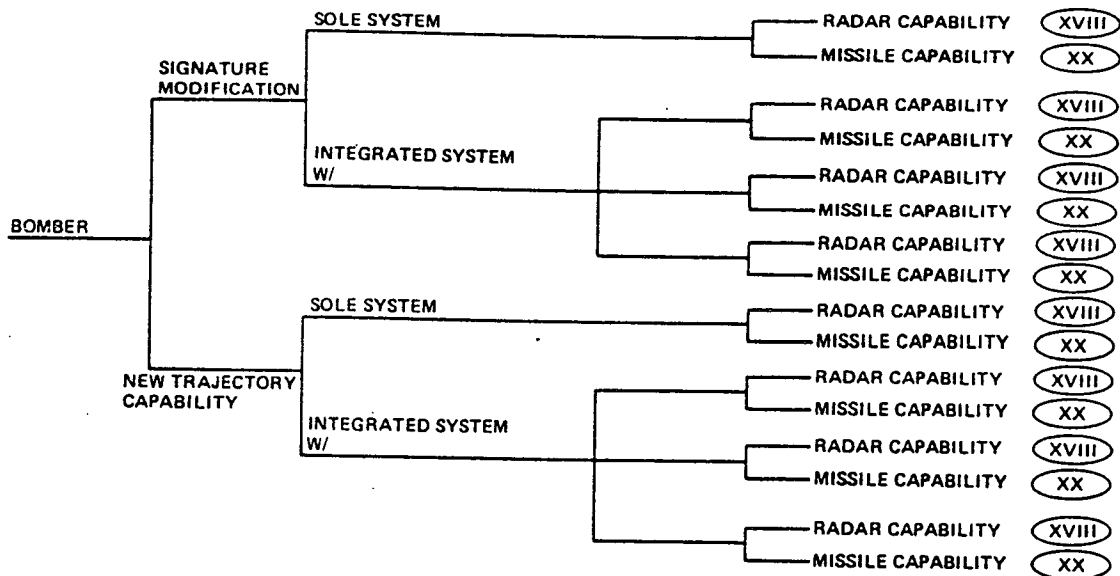 SOLE SYSTEM
RADAR CAPABILITY XVIII
MISSILE CAPABILITY XX
SIGNATURE
MODIFICATION
RADAR CAPABILITY XVIII
MISSILE CAPABILITY XX
INTEGRATED SYSTEM
W/
RADAR CAPABILITY XVIII
MISSILE CAPABILITY XX
BOMBER
RADAR CAPABILITY XVIII
MISSILE CAPABILITY XX
SOLE SYSTEM
RADAR CAPABILITY XVIII
MISSILE CAPABILITY XX
NEW TRAJECTORY
CAPABILITY
RADAR CAPABILITY XVIII
MISSILE CAPABILITY XX
INTEGRATED SYSTEM
W/
RADAR CAPABILITY XVIII
MISSILE CAPABILITY XX
RADAR CAPABILITY XVIII
MISSILE CAPABILITY XX